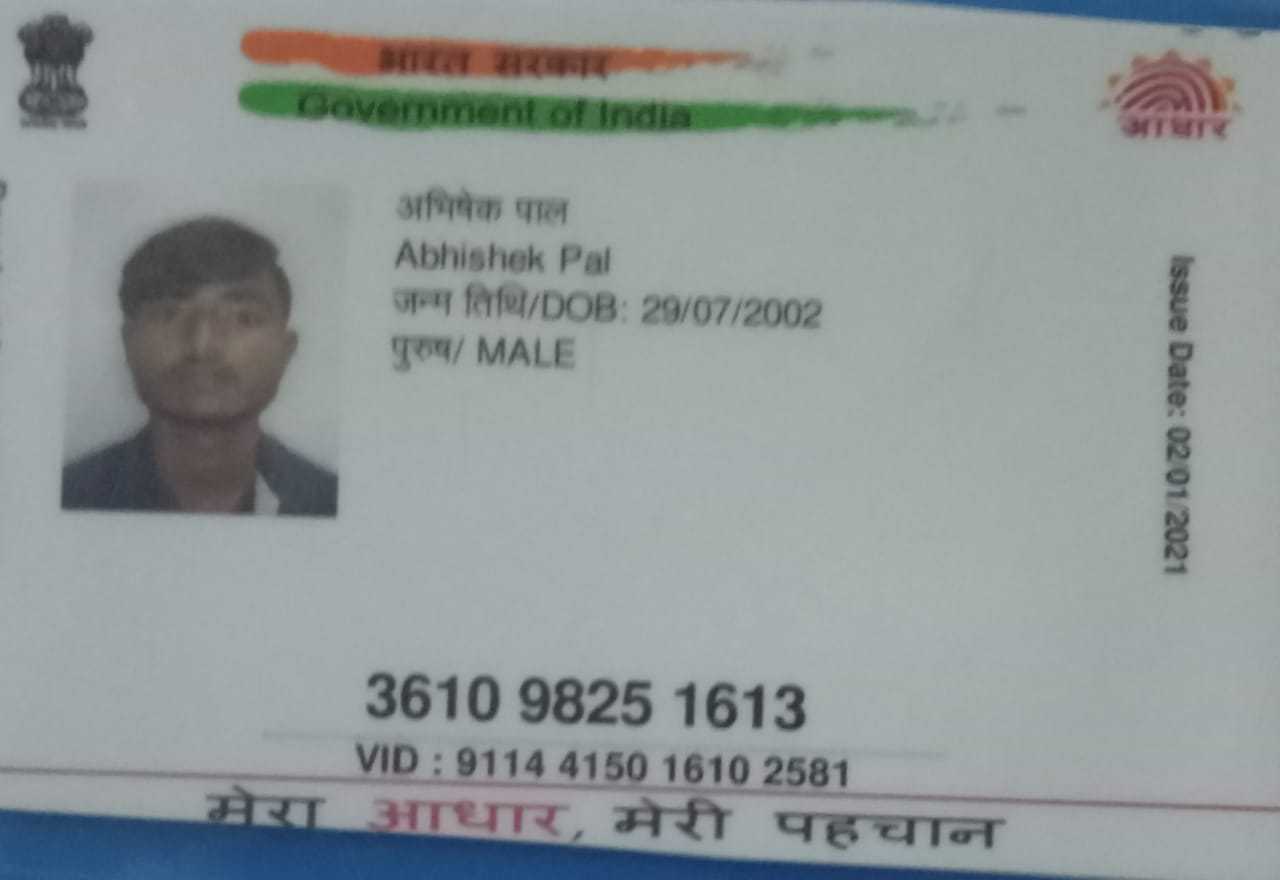 भारत सरकार
Government of India
आधार
अभिषेक पाल
Abhishek Pal
जन्म तिथि/DOB: 29/07/2002
पुरुष/ MALE
Issue Date: 02/01/2021
3610 9825 1613
VID : 9114 4150 1610 2581
मेरा आधार, मेरी पहचान